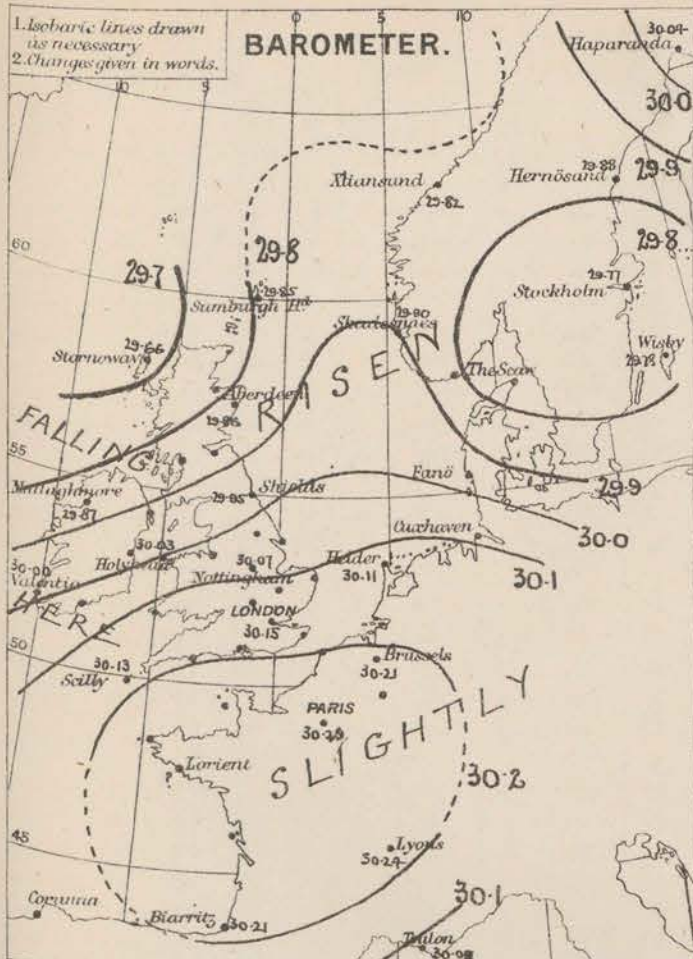 1. Isobaric lines drawn
as necessary
2. Changes given in words.
BAROMETER.
10
5
0
5
10
30.04
Haparanda
30.0
29.9
29.88
Hernösand
Xtiansund
29.82
60
29.7
29.8
29.8
29.85
Sumburgh Hd.
29.77
Stockholm
29.90
Skudesnaes
Wisby
29.78
29.66
Stornoway
The Scaw
Aberdeen
29.86
RISEN
FALLING
55
Mullaghmore
29.87
29.95
Shields
Fanö
29.9
30.0
Cuxhaven
30.03
Holyhead
30.07
Nottingham
Helder
30.11
30.1
30.00
Valentia
HERE
LONDON
30.15
50
30.13
Scilly
Brussels
30.21
PARIS
SLIGHTLY
Lorient
?
30.2
45
Lyons
30.24
Corunna
Biarritz
30.21
30.1
Toulon